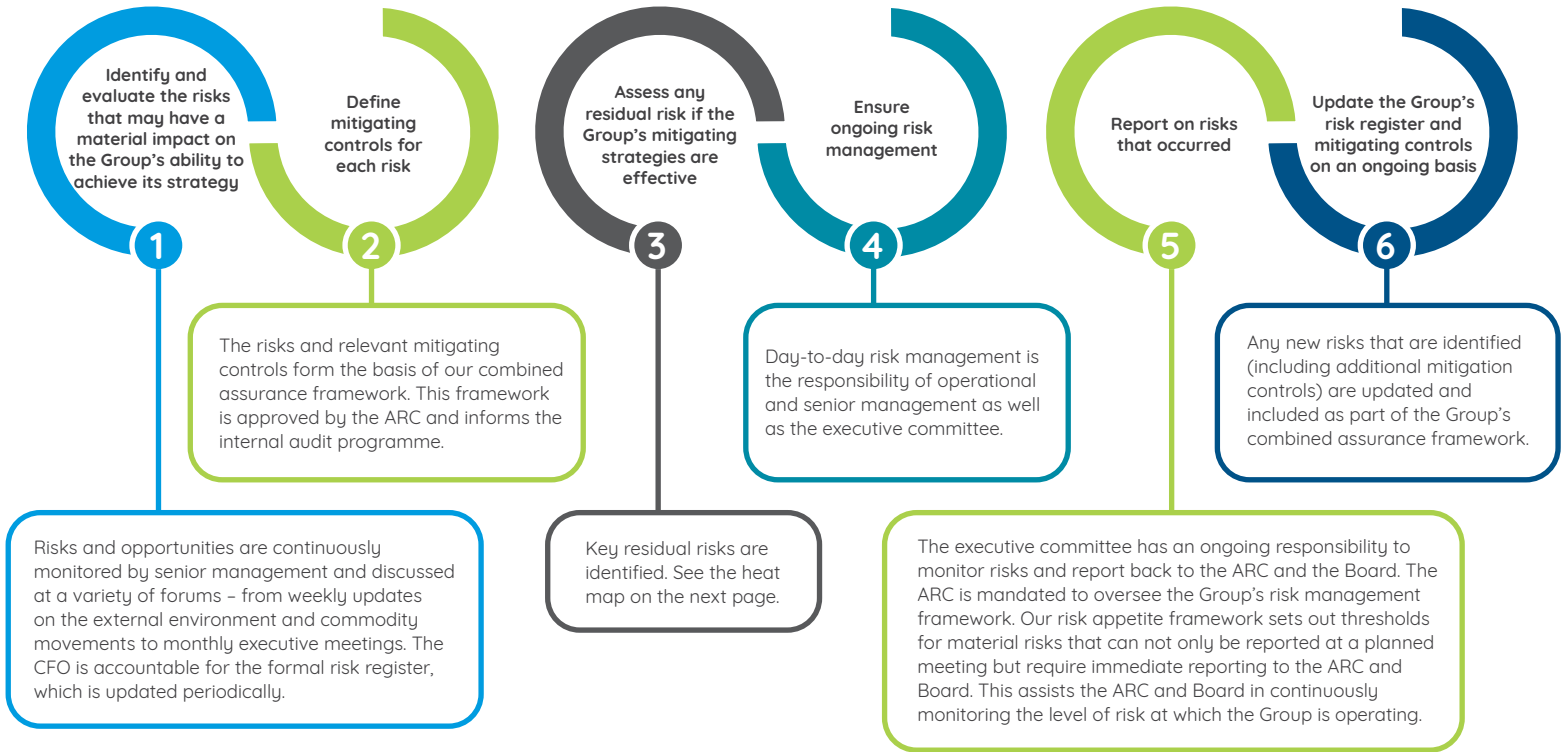 Identify and
evaluate the risks
that may have a
material impact on
the Group's ability to
achieve its strategy
1
Risks and opportunities are continuously
monitored by senior management and discussed
at a variety of forums – from weekly updates
on the external environment and commodity
movements to monthly executive meetings. The
CFO is accountable for the formal risk register,
which is updated periodically.
Define
mitigating
controls for
each risk
2
The risks and relevant mitigating
controls form the basis of our combined
assurance framework. This framework
is approved by the ARC and informs the
internal audit programme.
Assess any
residual risk if the
Group's mitigating
strategies are
effective
3
Key residual risks are
identified. See the heat
map on the next page.
Ensure
ongoing risk
management
4
Day-to-day risk management is
the responsibility of operational
and senior management as well
as the executive committee.
Report on risks
that occurred
5
The executive committee has an ongoing responsibility to
monitor risks and report back to the ARC and the Board. The
ARC is mandated to oversee the Group's risk management
framework. Our risk appetite framework sets out thresholds
for material risks that can not only be reported at a planned
meeting but require immediate reporting to the ARC and
Board. This assists the ARC and Board in continuously
monitoring the level of risk at which the Group is operating.
Update the Group's
risk register and
mitigating controls
on an ongoing basis
6
Any new risks that are identified
(including additional mitigation
controls) are updated and
included as part of the Group's
combined assurance framework.